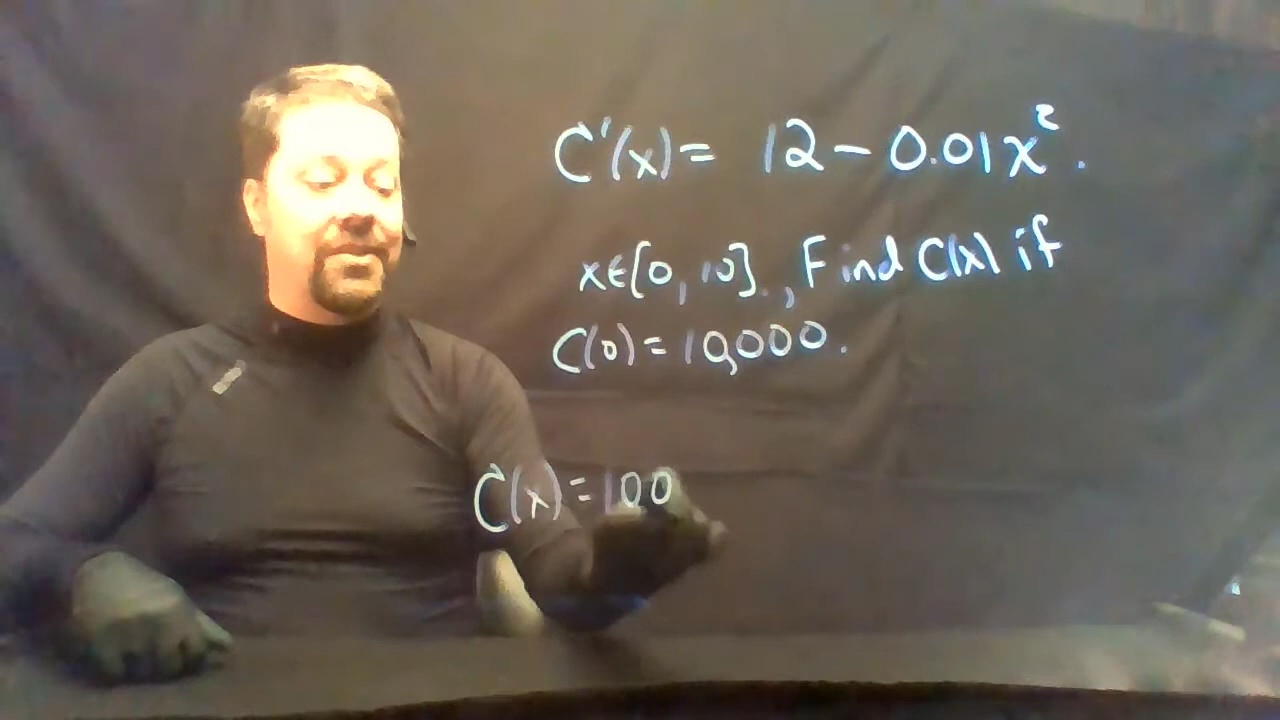 C'(x) = 12 - 0.01x².
x∈[0, 10]., Find C(x) if
C(0) = 10,000.
C(x) = 100